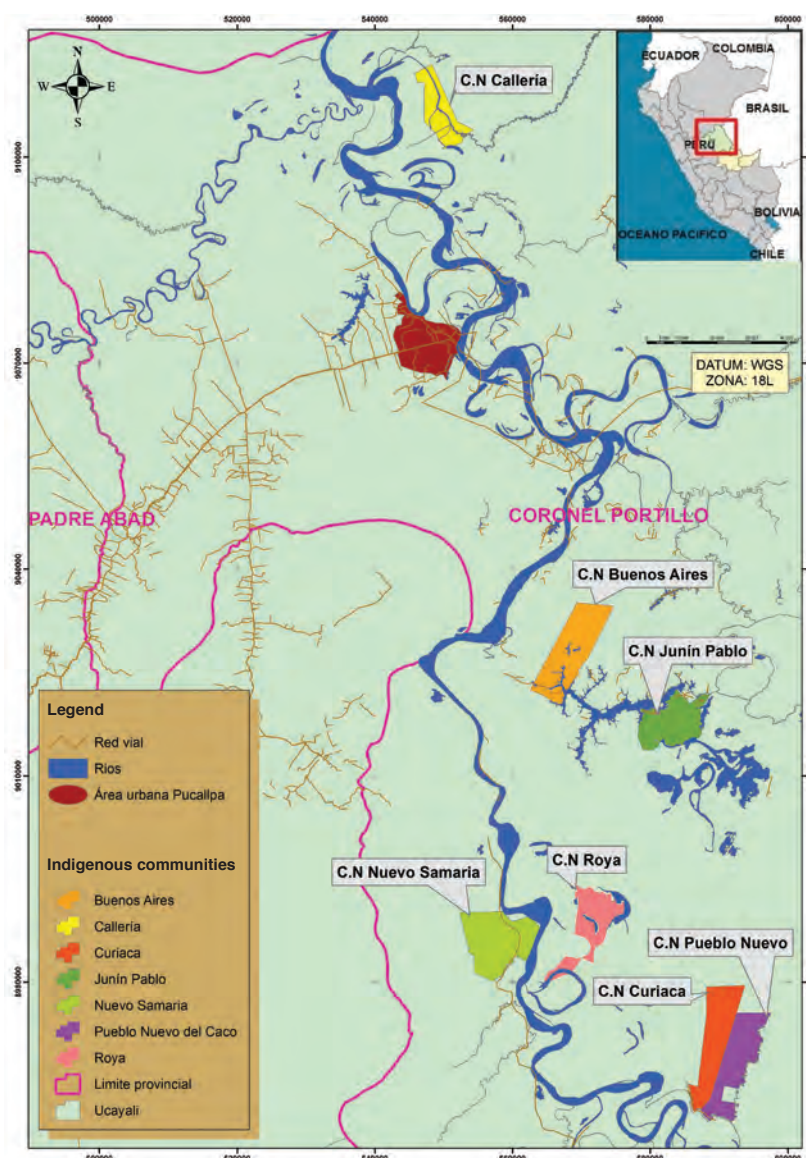 500000 520000 540000 560000 580000 600000
N
W E
S
C.N Callería
ECUADOR
COLOMBIA
BRASIL
PERÚ
BOLIVIA
OCEANO PACIFICO
CHILE
9100000
9070000
DATUM: WGS
ZONA: 18L
PADRE ABAD
CORONEL PORTILLO
9040000
C.N Buenos Aires
C.N Junín Pablo
9010000
Legend
Red vial
Rios
Área urbana Pucallpa
Indigenous communities
Buenos Aires
Callería
Curiaca
Junín Pablo
Nuevo Samaria
Pueblo Nuevo del Caco
Roya
Limite provincial
Ucayali
C.N Nuevo Samaria
C.N Roya
C.N Pueblo Nuevo
C.N Curiaca
8980000